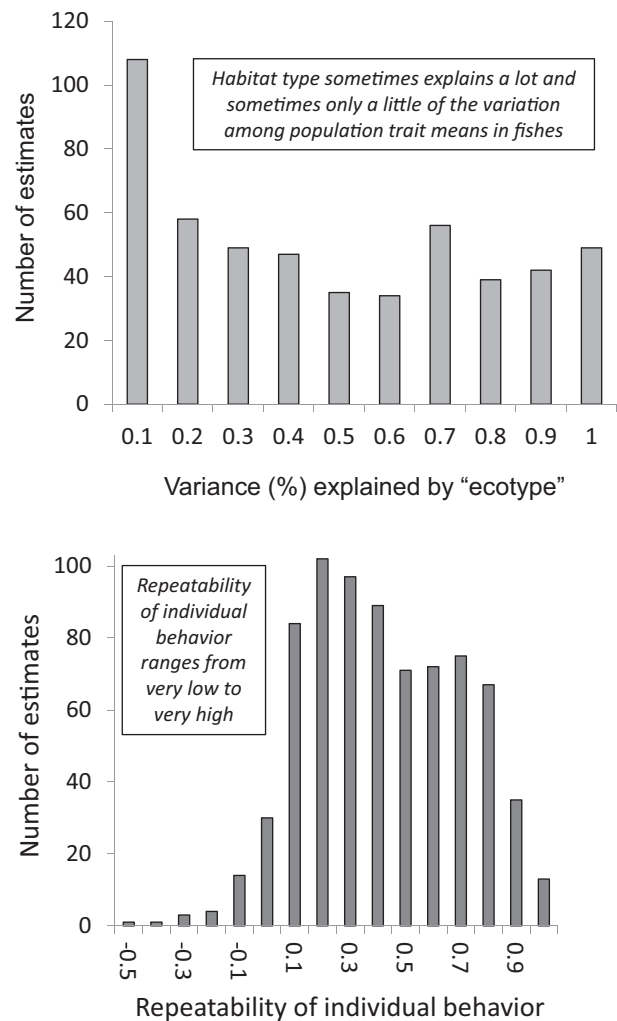 120
100
80
60
40
20
0
Number of estimates
Habitat type sometimes explains a lot and
sometimes only a little of the variation
among population trait means in fishes
0.1 0.2 0.3 0.4 0.5 0.6 0.7 0.8 0.9 1
Variance (%) explained by “ecotype”
100
80
60
40
20
0
Number of estimates
Repeatability
of individual
behavior
ranges from
very low to
very high
-0.5 -0.3 -0.1 0.1 0.3 0.5 0.7 0.9
Repeatability of individual behavior